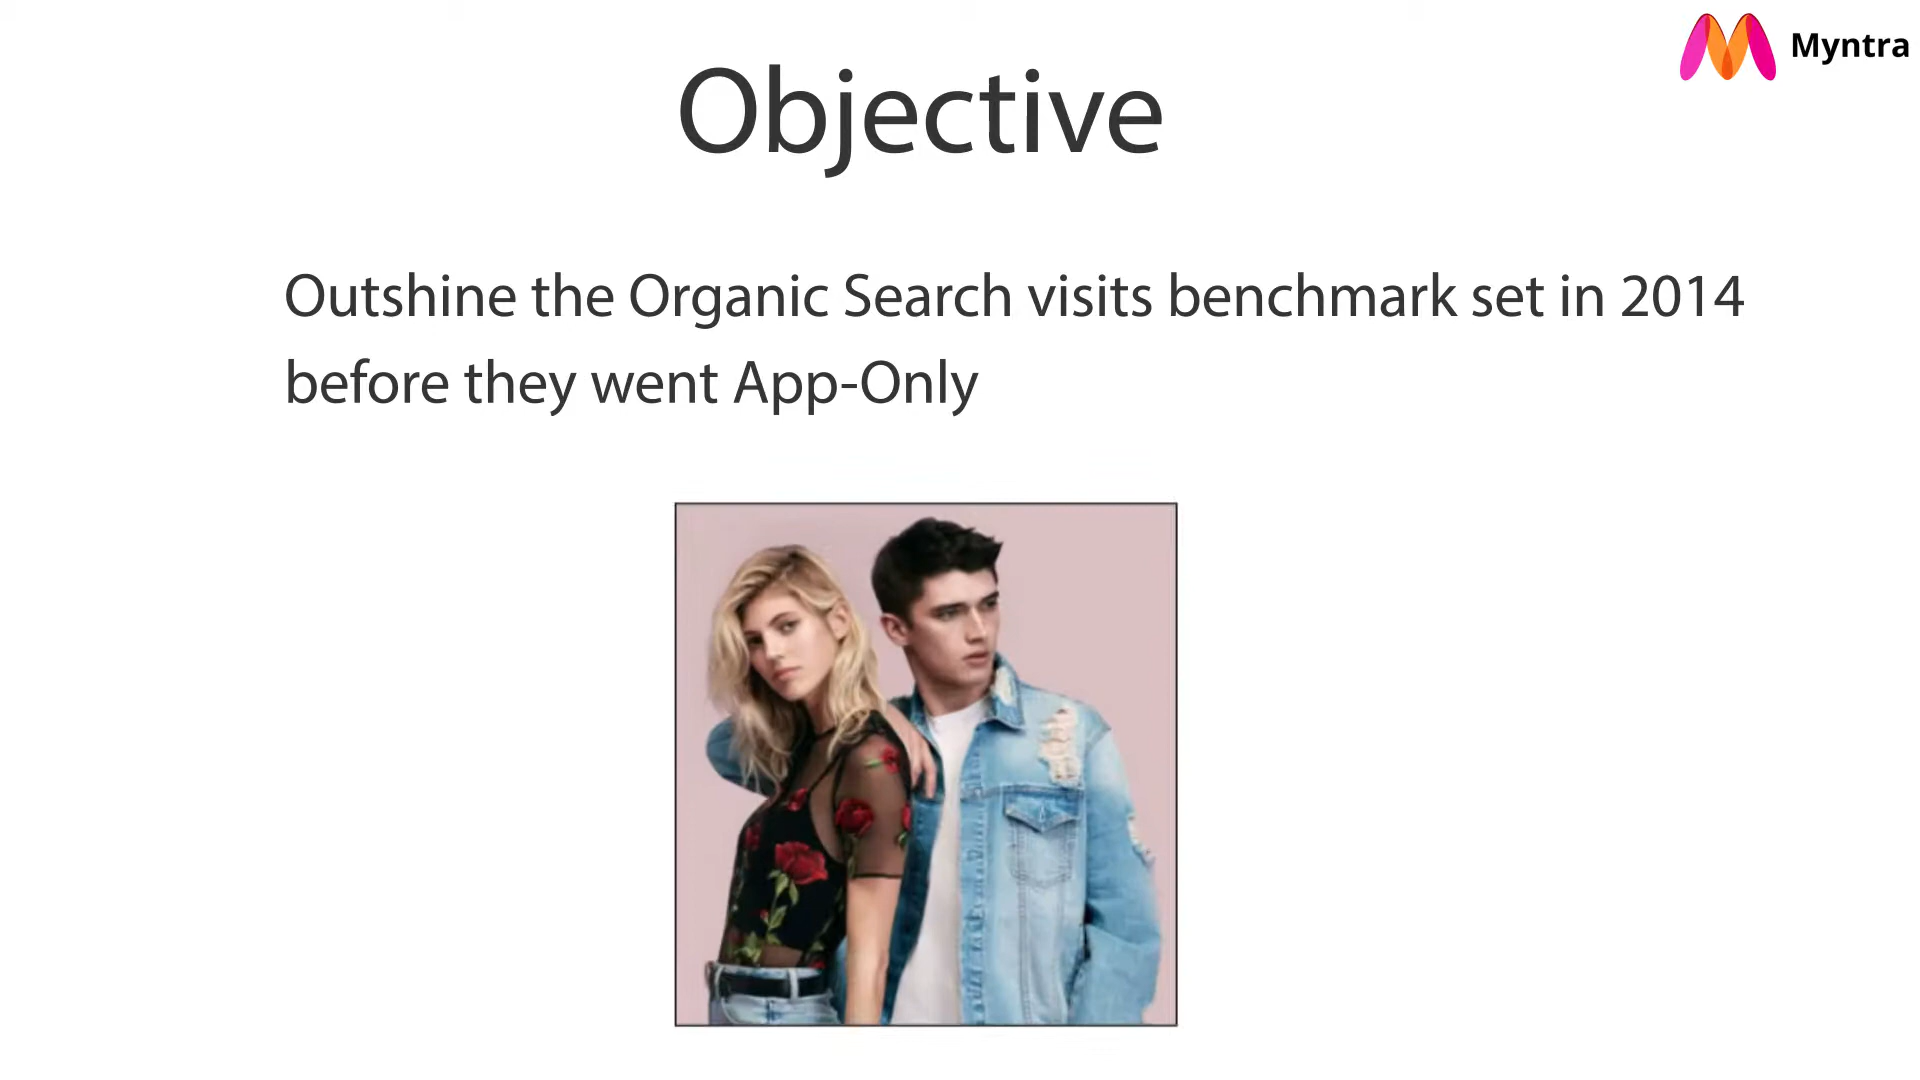 Myntra
Objective
Outshine the Organic Search visits benchmark set in 2014
before they went App-Only